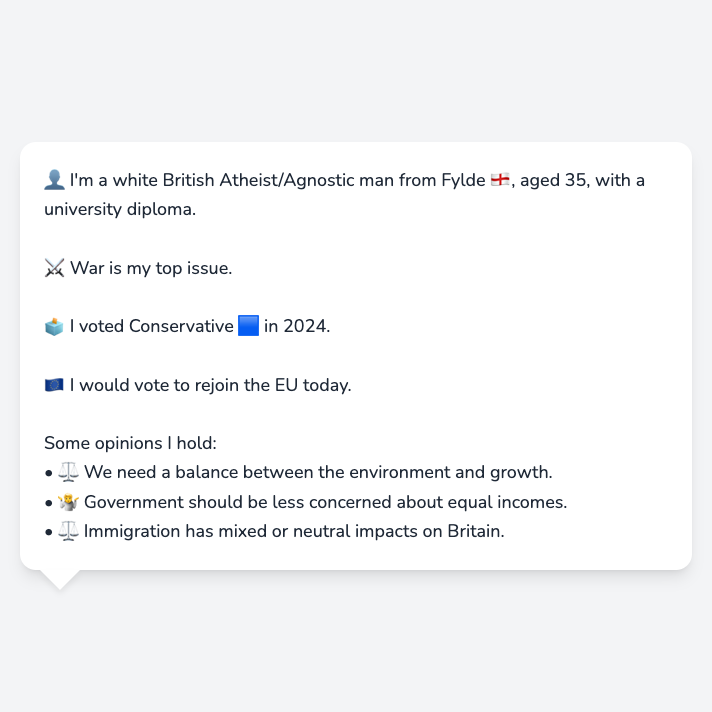 👤 I'm a white British Atheist/Agnostic man from Fylde 🏴󠁧󠁢󠁥󠁮󠁧󠁿, aged 35, with a
university diploma.
⚔️ War is my top issue.
🗳️ I voted Conservative 🟦 in 2024.
🇪🇺 I would vote to rejoin the EU today.
Some opinions I hold:
• ⚖️ We need a balance between the environment and growth.
• 🤷 Government should be less concerned about equal incomes.
• ⚖️ Immigration has mixed or neutral impacts on Britain.